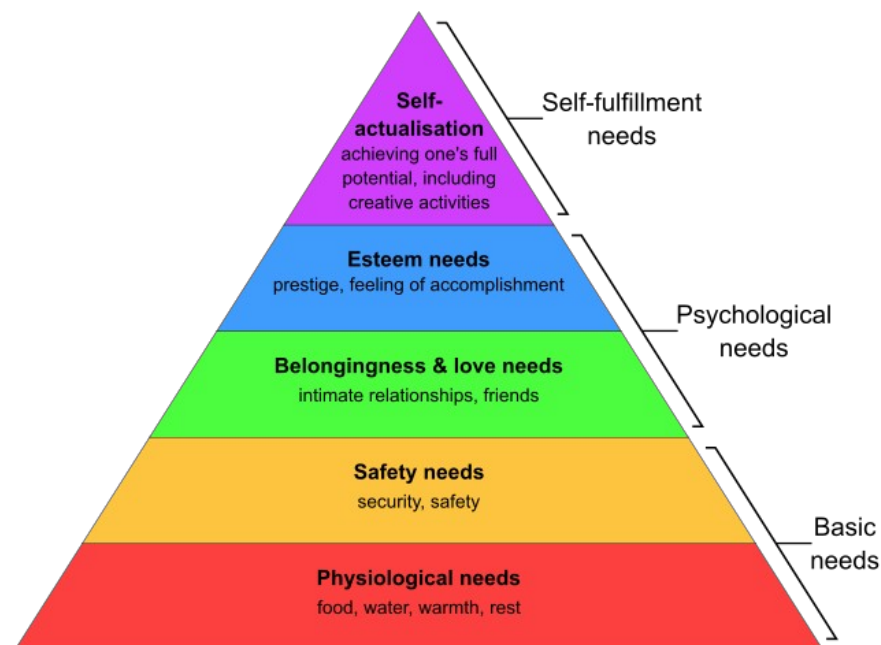 Self-
actualisation
achieving one's full
potential, including
creative activities
Self-fulfillment
needs
Esteem needs
prestige, feeling of accomplishment
Psychological
needs
Belongingness & love needs
intimate relationships, friends
Safety needs
security, safety
Basic
needs
Physiological needs
food, water, warmth, rest